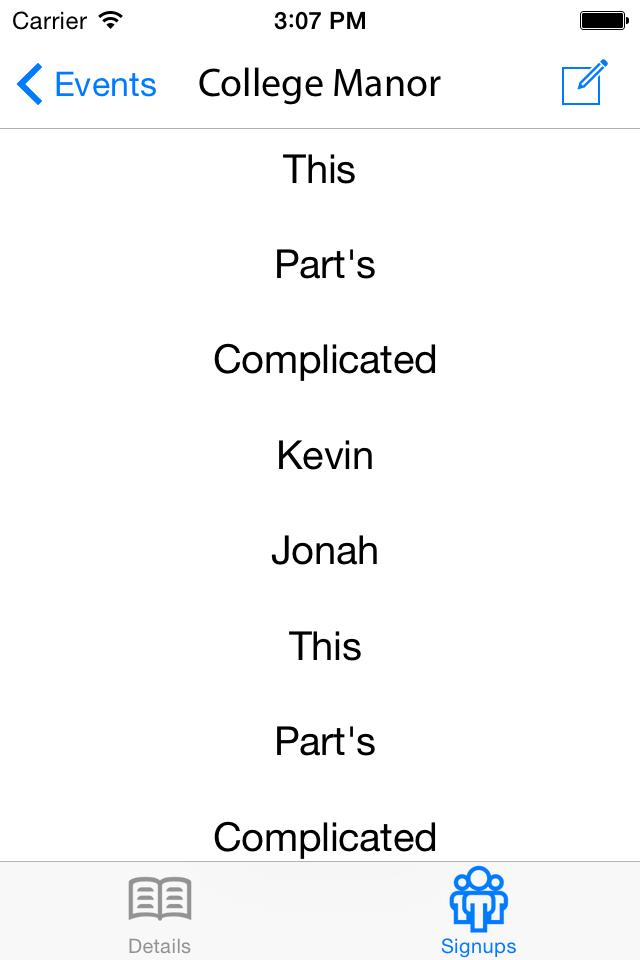 Carrier 3:07 PM
Events College Manor
This
Part's
Complicated
Kevin
Jonah
This
Part's
Complicated
Details Signups